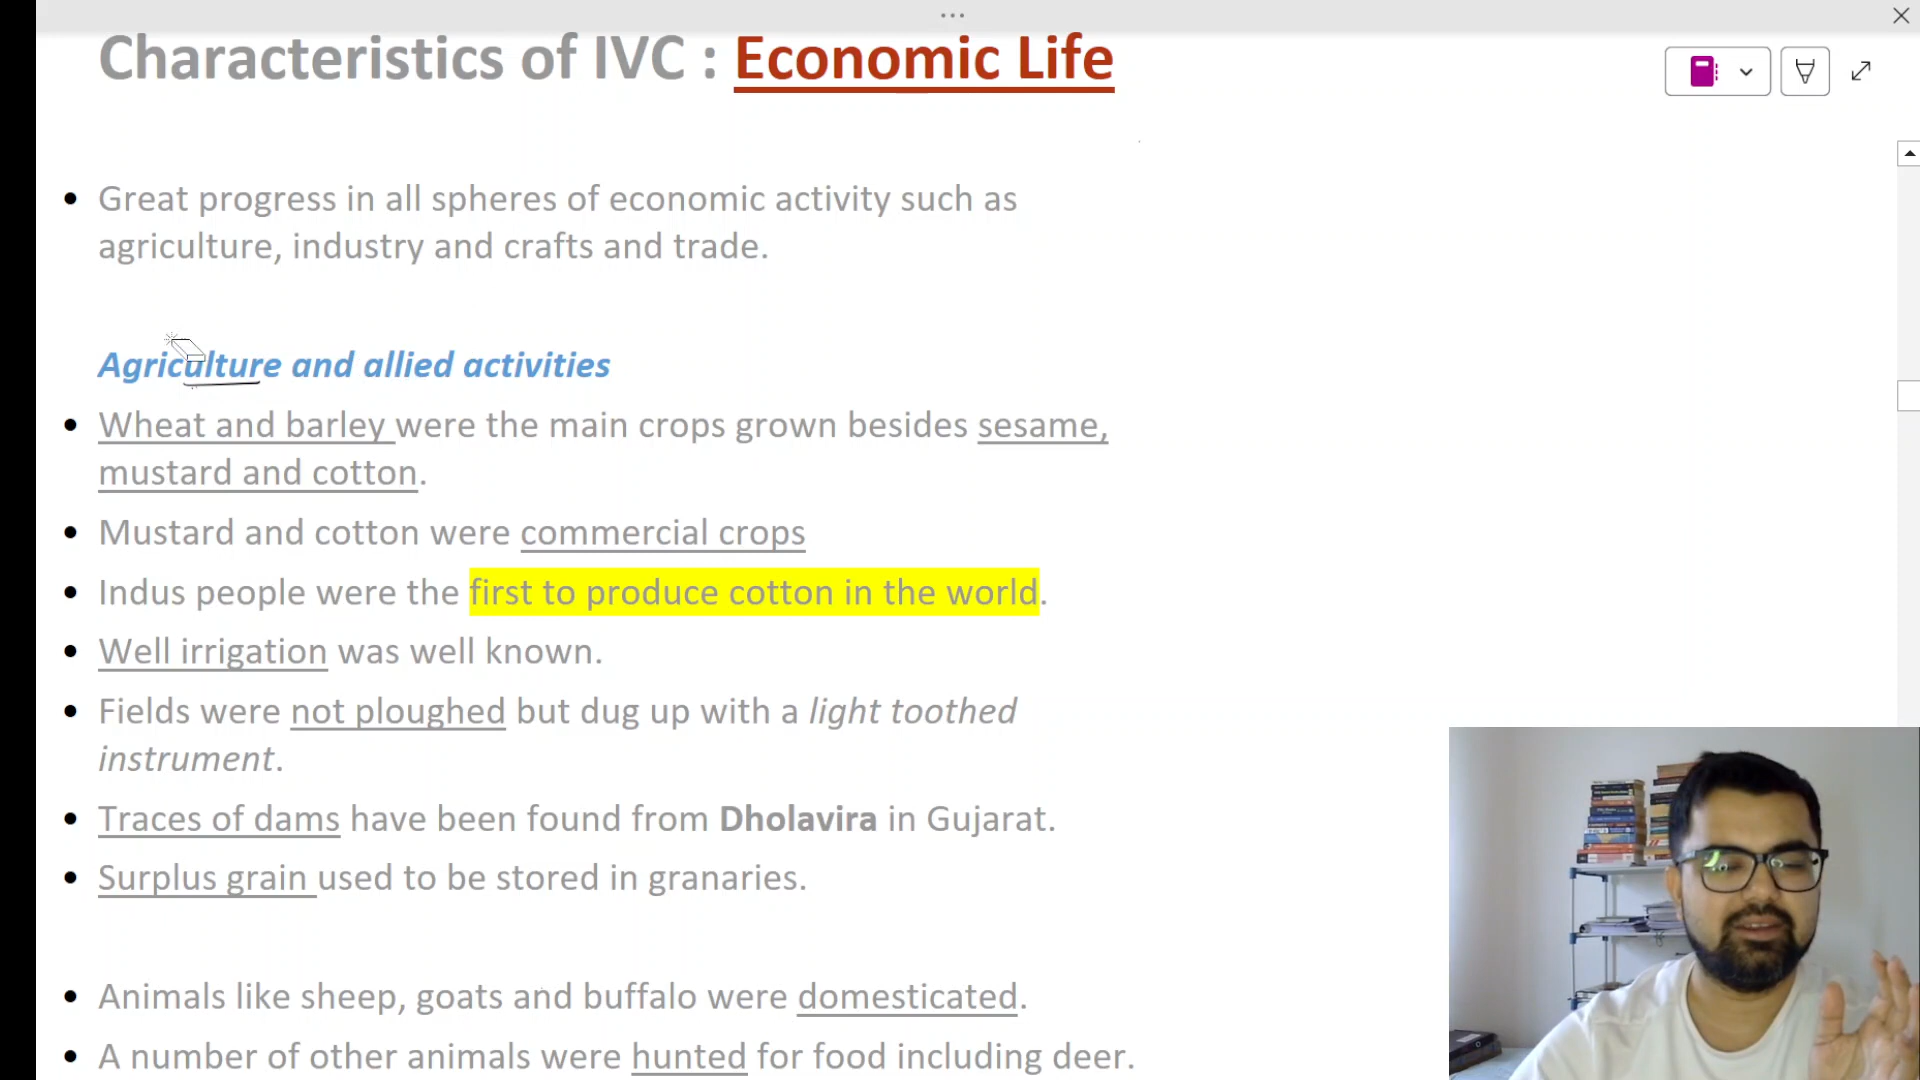 Characteristics of IVC : Economic Life
• Great progress in all spheres of economic activity such as
agriculture, industry and crafts and trade.
Agriculture and allied activities
• Wheat and barley were the main crops grown besides sesame,
mustard and cotton.
• Mustard and cotton were commercial crops
• Indus people were the first to produce cotton in the world.
• Well irrigation was well known.
• Fields were not ploughed but dug up with a light toothed
instrument.
• Traces of dams have been found from Dholavira in Gujarat.
• Surplus grain used to be stored in granaries.
• Animals like sheep, goats and buffalo were domesticated.
• A number of other animals were hunted for food including deer.